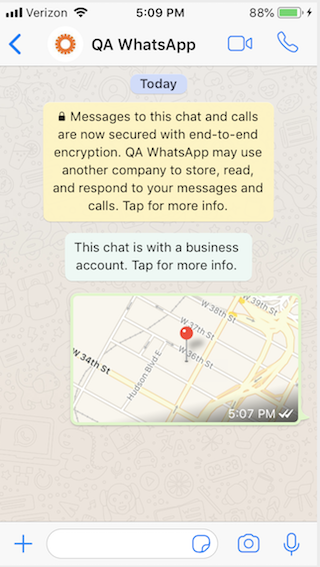 Verizon 5:09 PM 88%
QA WhatsApp
Today
Messages to this chat and calls
are now secured with end-to-end
encryption. QA WhatsApp may use
another company to store, read,
and respond to your messages and
calls. Tap for more info.
This chat is with a business
account. Tap for more info.
W 39th St
W 38th St
W 37th St
W 36th St
W 34th St
Hudson Blvd E
5:07 PM